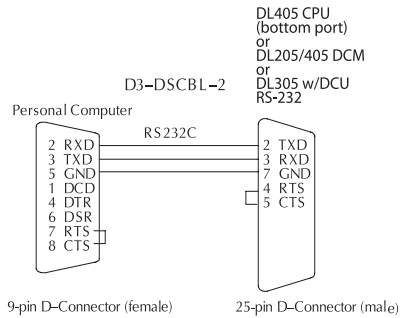 DL405 CPU
(bottom port)
or
DL205/405 DCM
or
DL305 w/DCU
RS-232
D3–DSCBL–2
Personal Computer
RS232C
2 RXD
3 TXD
5 GND
1 DCD
4 DTR
6 DSR
7 RTS
8 CTS
2 TXD
3 RXD
7 GND
4 RTS
5 CTS
9-pin D–Connector (female)
25-pin D–Connector (male)